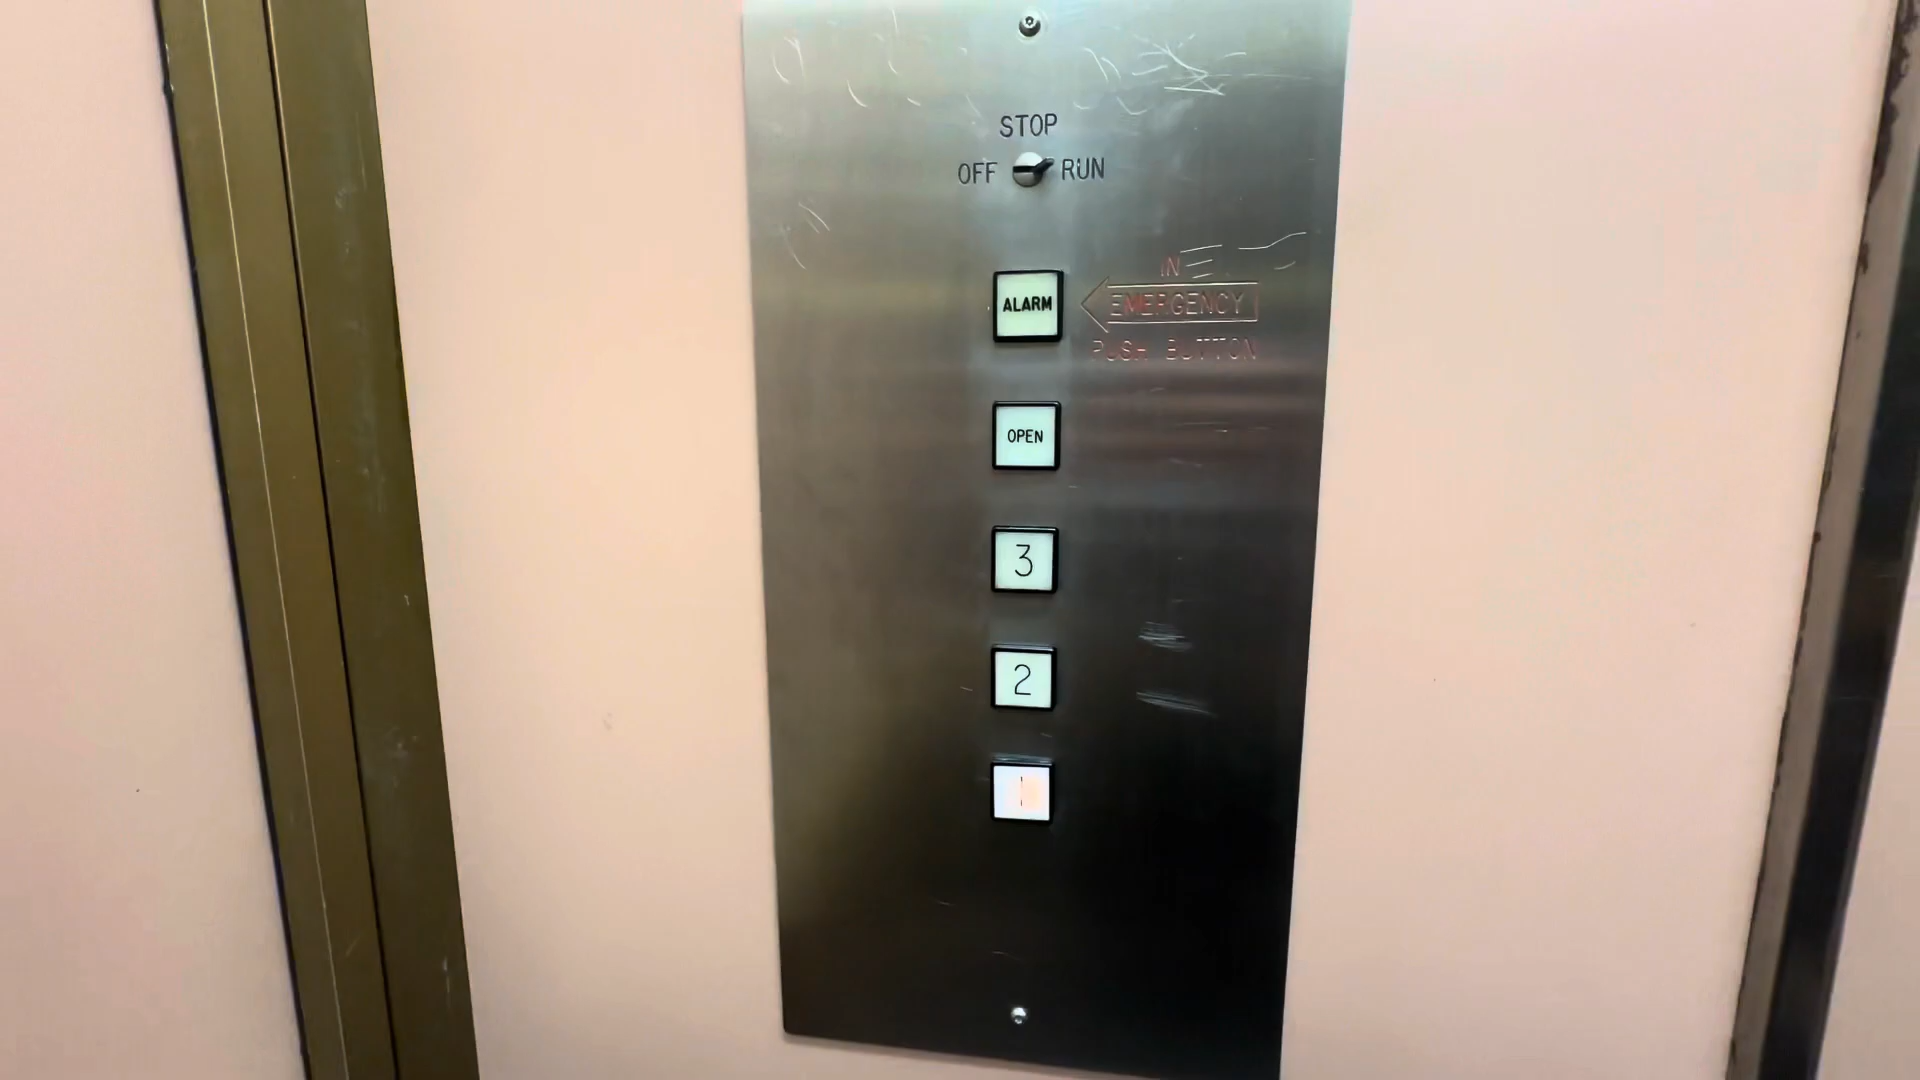 STOP
OFF RUN
IN
ALARM EMERGENCY
PUSH BUTTON
OPEN
3
2
1